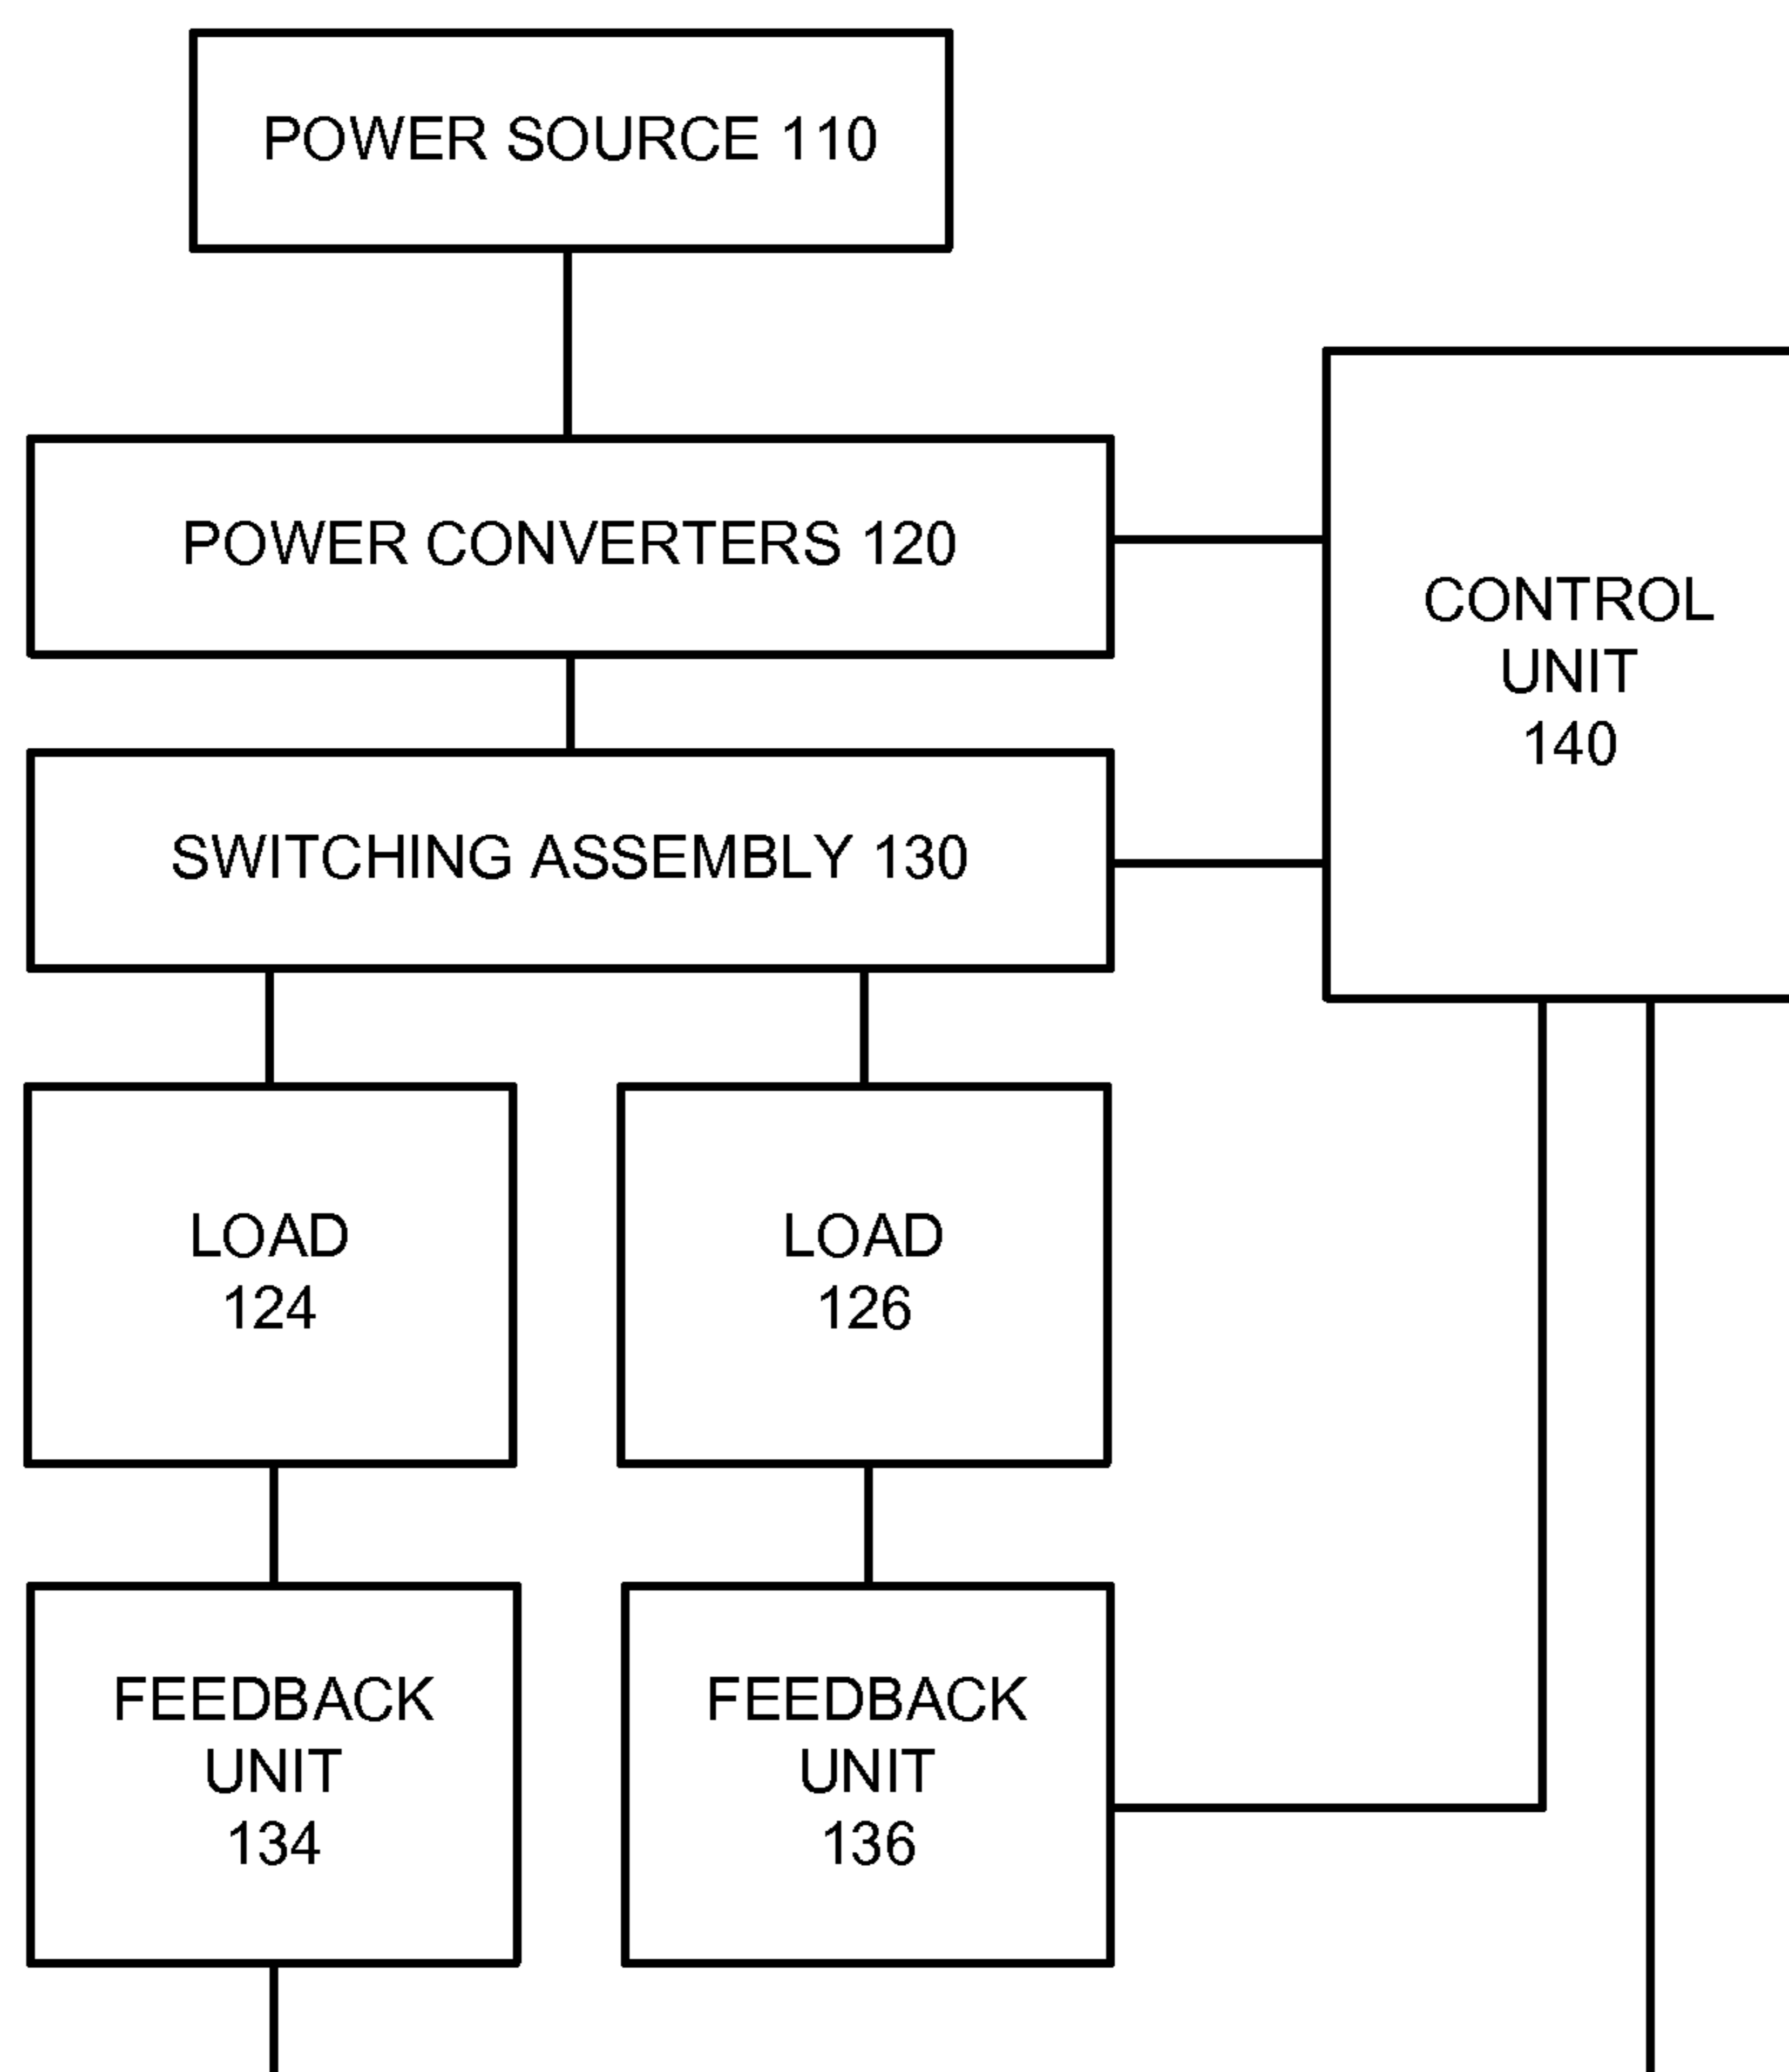 POWER SOURCE 110
POWER CONVERTERS 120
CONTROL
UNIT
140
SWITCHING ASSEMBLY 130
LOAD
124
LOAD
126
FEEDBACK
UNIT
134
FEEDBACK
UNIT
136